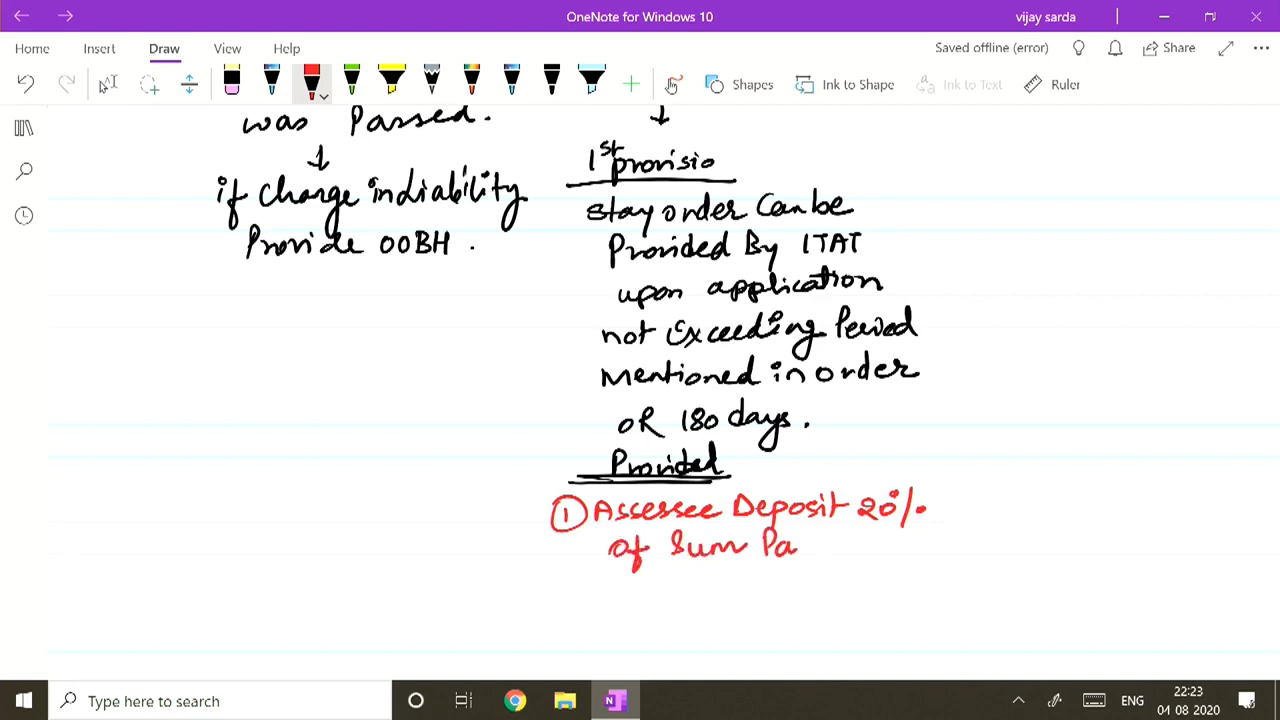 OneNote for Windows 10
vijay sarda
Home Insert Draw View Help
Saved offline (error)
Share
Shapes
Ink to Shape
Ink to Text
Ruler
was Passed.
if change in diability
Provide OOBH.
1st provisio
stay order can be
Provided By ITAT
upon application
not Exceeding Period
Mentioned in order
OR 180 days.
Provided
① Assessee Deposit 20%
of Sum Pa
Type here to search
ENG
22:23
04-08-2020